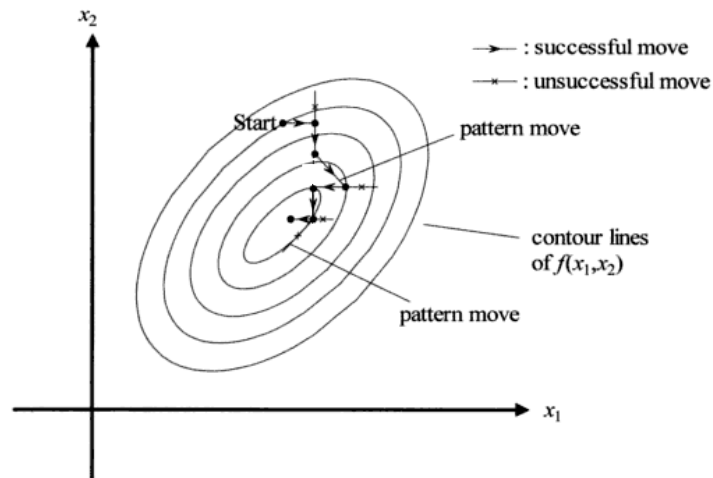 x₂
: successful move
: unsuccessful move
Start
pattern move
contour lines
of f(x₁,x₂)
pattern move
x₁